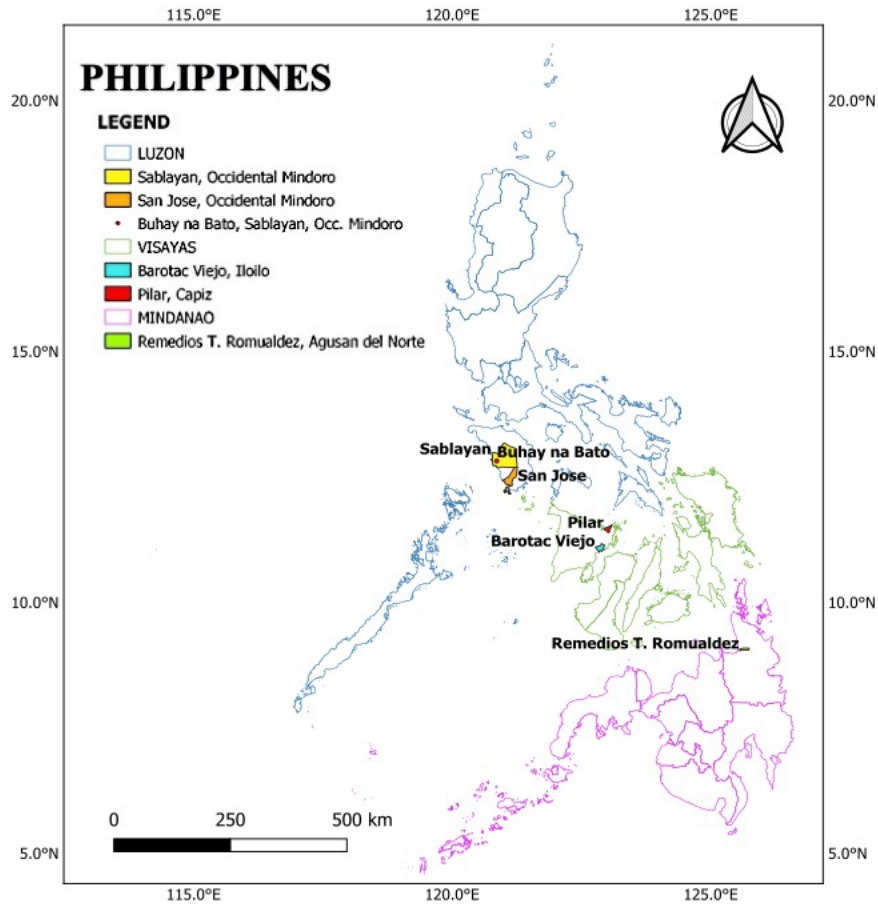 115.0°E 120.0°E 125.0°E
PHILIPPINES
20.0°N 20.0°N
LEGEND
LUZON
Sablayan, Occidental Mindoro
San Jose, Occidental Mindoro
Buhay na Bato, Sablayan, Occ. Mindoro
VISAYAS
Barotac Viejo, Iloilo
Pilar, Capiz
MINDANAO
Remedios T. Romualdez, Agusan del Norte
15.0°N 15.0°N
Sablayan Buhay na Bato
San Jose
Pilar
Barotac Viejo
10.0°N 10.0°N
Remedios T. Romualdez
0 250 500 km
5.0°N 5.0°N
115.0°E 120.0°E 125.0°E